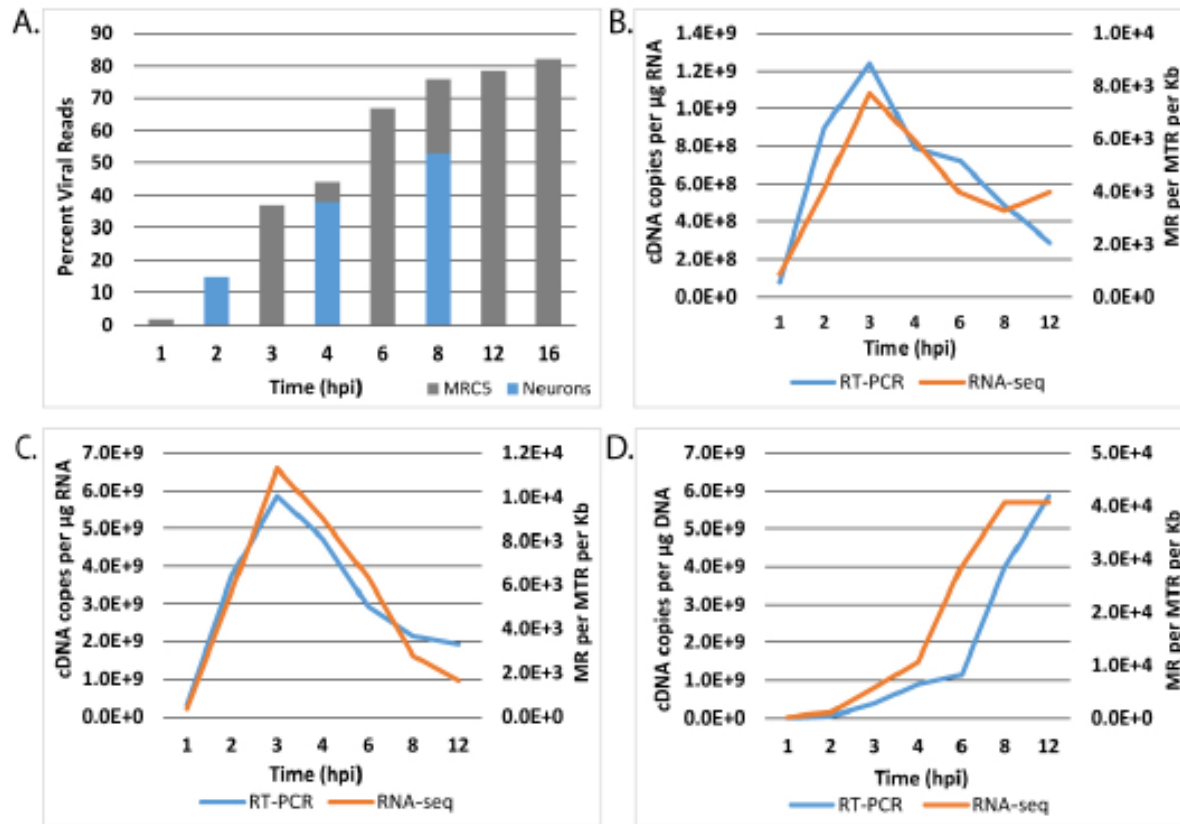 A.
Percent Viral Reads
90
80
70
60
50
40
30
20
10
0
1 2 3 4 6 8 12 16
Time (hpi)
MRC5 Neurons
B.
cDNA copies per µg RNA
1.4E+9
1.2E+9
1.0E+9
8.0E+8
6.0E+8
4.0E+8
2.0E+8
0.0E+0
1.0E+4
8.0E+3
6.0E+3
4.0E+3
2.0E+3
0.0E+0
MR per MTR per Kb
1 2 3 4 6 8 12
Time (hpi)
RT-PCR RNA-seq
C.
cDNA copes per µg RNA
7.0E+9
6.0E+9
5.0E+9
4.0E+9
3.0E+9
2.0E+9
1.0E+9
0.0E+0
1.2E+4
1.0E+4
8.0E+3
6.0E+3
4.0E+3
2.0E+3
0.0E+0
MR per MTR per Kb
1 2 3 4 6 8 12
Time (hpi)
RT-PCR RNA-seq
D.
cDNA copies per µg DNA
7.0E+9
6.0E+9
5.0E+9
4.0E+9
3.0E+9
2.0E+9
1.0E+9
0.0E+0
5.0E+4
4.0E+4
3.0E+4
2.0E+4
1.0E+4
0.0E+0
MR per MTR per Kb
1 2 3 4 6 8 12
Time (hpi)
RT-PCR RNA-seq